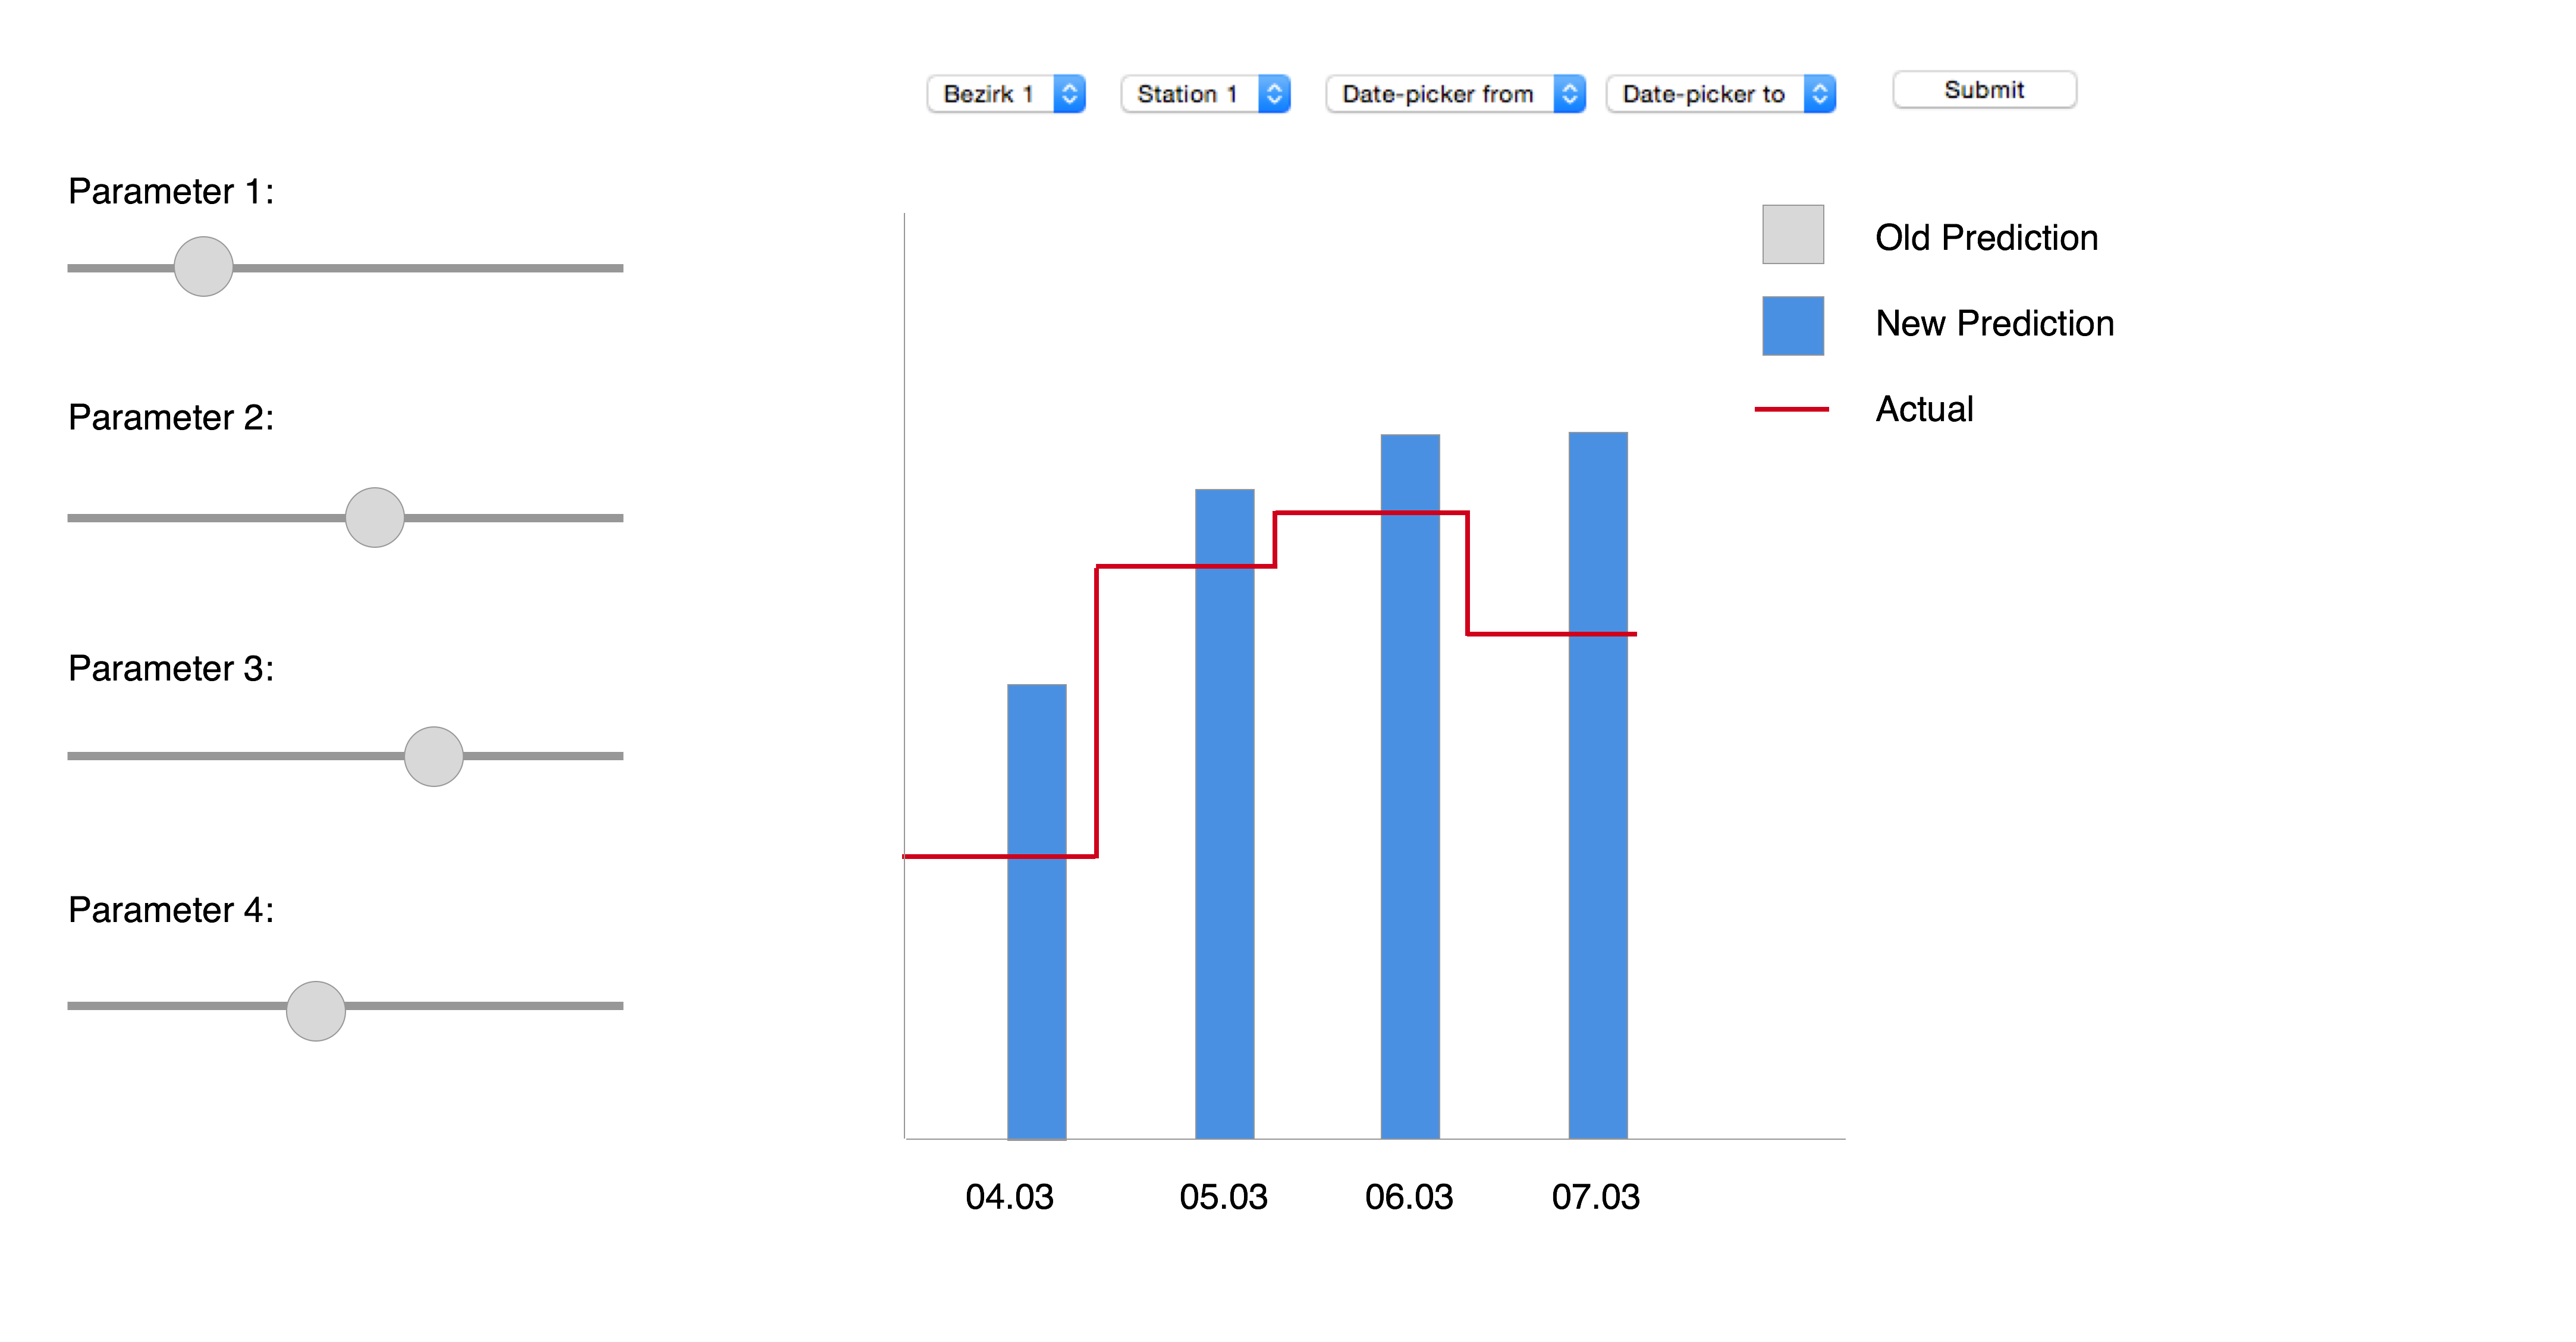 Bezirk 1
Station 1
Date-picker from
Date-picker to
Submit
Parameter 1:
Parameter 2:
Parameter 3:
Parameter 4:
Old Prediction
New Prediction
Actual
04.03
05.03
06.03
07.03